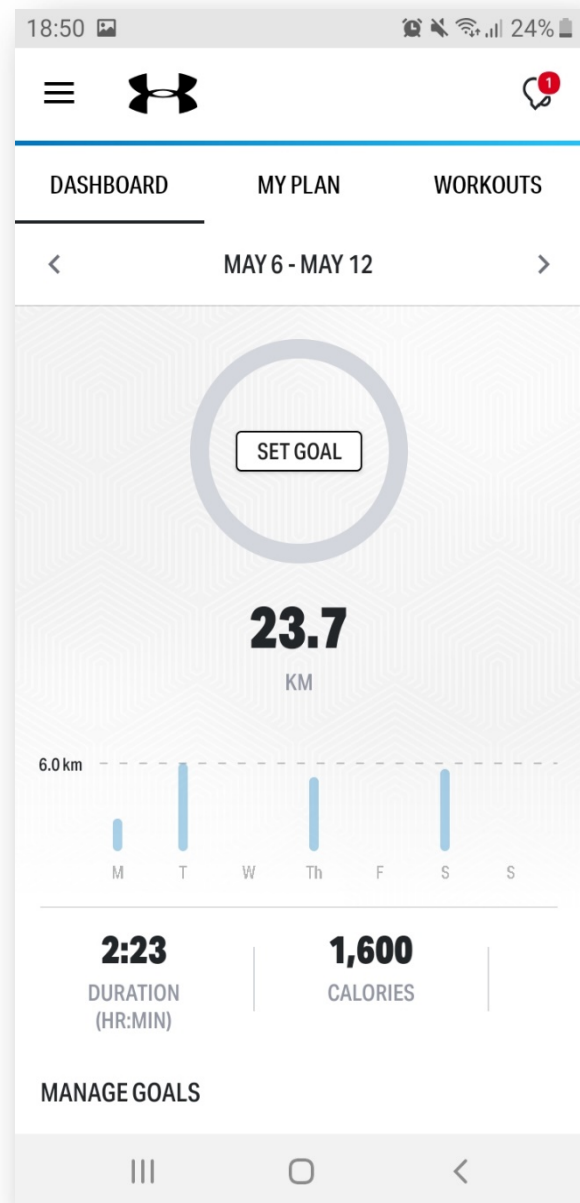 18:50 24%
1
DASHBOARD MY PLAN WORKOUTS
MAY 6 - MAY 12
SET GOAL
23.7
KM
6.0 km
M T W Th F S S
2:23 1,600
DURATION CALORIES
(HR:MIN)
MANAGE GOALS